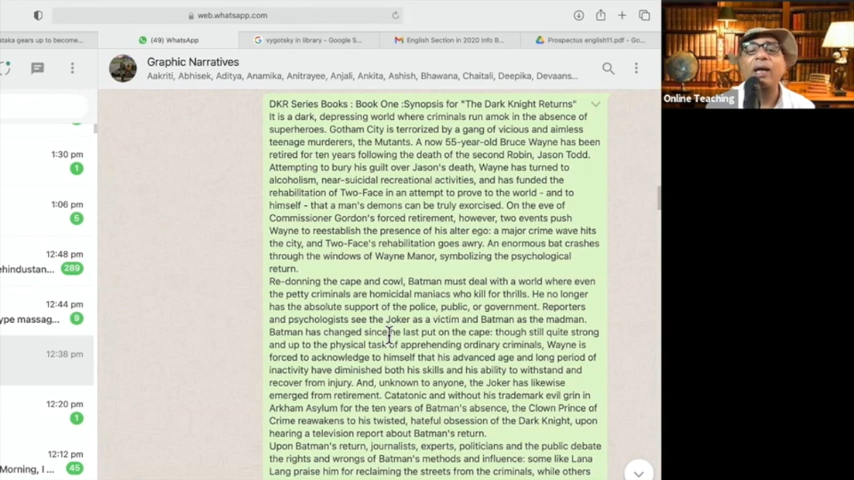 web.whatsapp.com
ataka gears up to become...
(49) WhatsApp
vygotsky in library - Google S...
English Section in 2020 Info B...
Prospectus english11.pdf - Go...
Graphic Narratives
Aakriti, Abhisek, Aditya, Anamika, Anitrayee, Anjali, Ankita, Ashish, Bhawana, Chaitali, Deepika, Devaans...
Online Teaching
1:30 pm
1
1:06 pm
5
12:48 pm
ehindustan...
289
12:44 pm
ype massag...
9
12:38 pm
12:20 pm
1
12:12 pm
Morning, I ...
45
DKR Series Books : Book One :Synopsis for "The Dark Knight Returns"
It is a dark, depressing world where criminals run amok in the absence of
superheroes. Gotham City is terrorized by a gang of vicious and aimless
teenage murderers, the Mutants. A now 55-year-old Bruce Wayne has been
retired for ten years following the death of the second Robin, Jason Todd.
Attempting to bury his guilt over Jason's death, Wayne has turned to
alcoholism, near-suicidal recreational activities, and has funded the
rehabilitation of Two-Face in an attempt to prove to the world - and to
himself - that a man's demons can be truly exorcised. On the eve of
Commissioner Gordon's forced retirement, however, two events push
Wayne to reestablish the presence of his alter ego: a major crime wave hits
the city, and Two-Face's rehabilitation goes awry. An enormous bat crashes
through the windows of Wayne Manor, symbolizing the psychological
return.
Re-donning the cape and cowl, Batman must deal with a world where even
the petty criminals are homicidal maniacs who kill for thrills. He no longer
has the absolute support of the police, public, or government. Reporters
and psychologists see the Joker as a victim and Batman as the madman.
Batman has changed since he last put on the cape: though still quite strong
and up to the physical task of apprehending ordinary criminals, Wayne is
forced to acknowledge to himself that his advanced age and long period of
inactivity have diminished both his skills and his ability to withstand and
recover from injury. And, unknown to anyone, the Joker has likewise
emerged from retirement. Catatonic and without his trademark evil grin in
Arkham Asylum for the ten years of Batman's absence, the Clown Prince of
Crime reawakens to his twisted, hateful obsession of the Dark Knight, upon
hearing a television report about Batman's return.
Upon Batman's return, journalists, experts, politicians and the public debate
the rights and wrongs of Batman's methods and influence: some like Lana
Lang praise him for reclaiming the streets from the criminals, while others